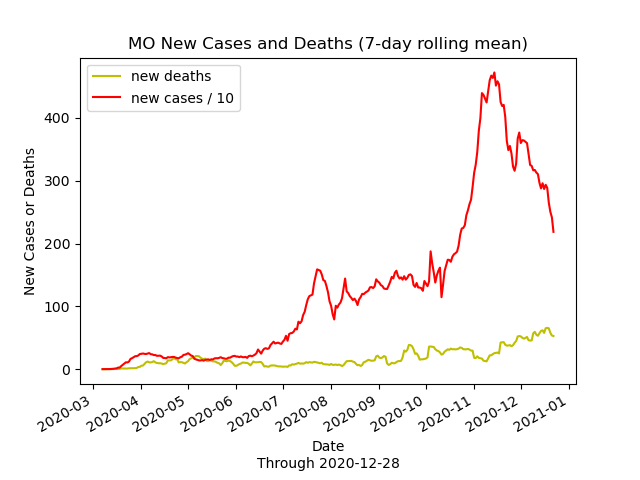 MO New Cases and Deaths (7-day rolling mean)
new deaths
new cases / 10
New Cases or Deaths
400
300
200
100
0
2020-03
2020-04
2020-05
2020-06
2020-07
2020-08
2020-09
2020-10
2020-11
2020-12
2021-01
Date
Through 2020-12-28